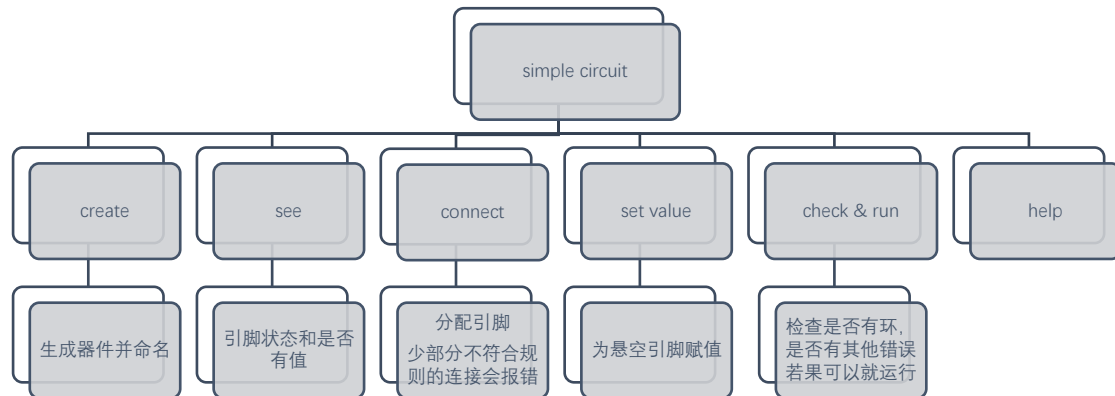 simple circuit
create
see
connect
set value
check & run
help
生成器件并命名
引脚状态和是否
有值
分配引脚
少部分不符合规
则的连接会报错
为悬空引脚赋值
检查是否有环,
是否有其他错误
若果可以就运行